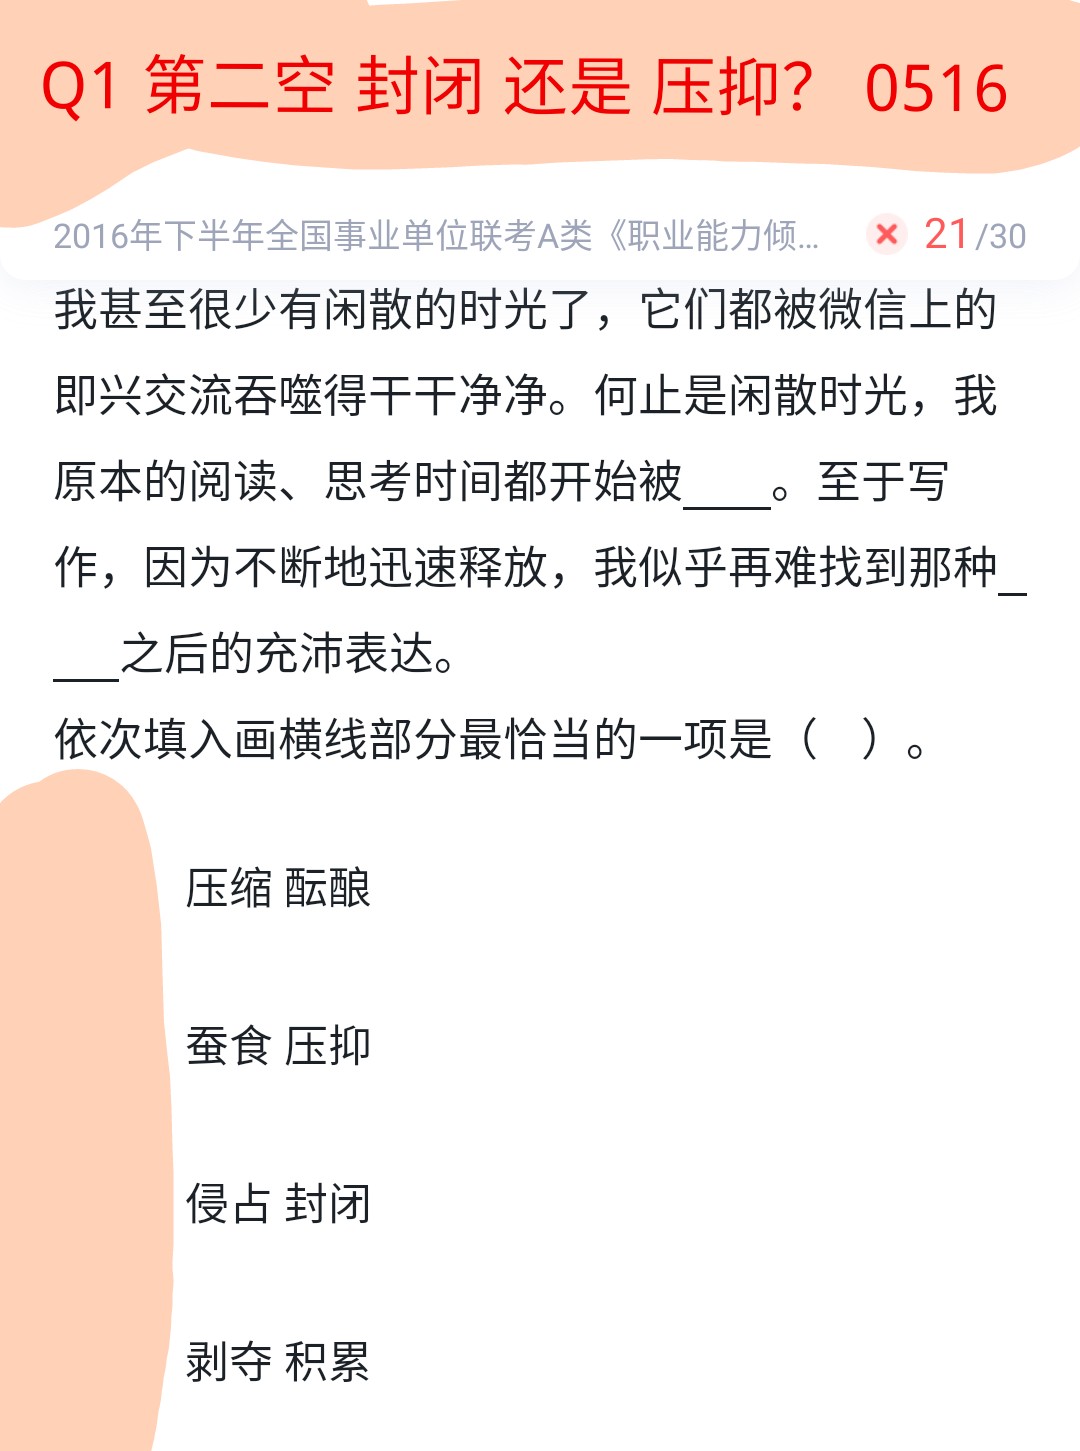 Q1 第二空 封闭 还是 压抑？ 0516
2016年下半年全国事业单位联考A类《职业能力倾... 21/30
我甚至很少有闲散的时光了，它们都被微信上的
即兴交流吞噬得干干净净。何止是闲散时光，我
原本的阅读、思考时间都开始被____。至于写
作，因为不断地迅速释放，我似乎再难找到那种_
___之后的充沛表达。
依次填入画横线部分最恰当的一项是（ ）。
压缩 酝酿
蚕食 压抑
侵占 封闭
剥夺 积累